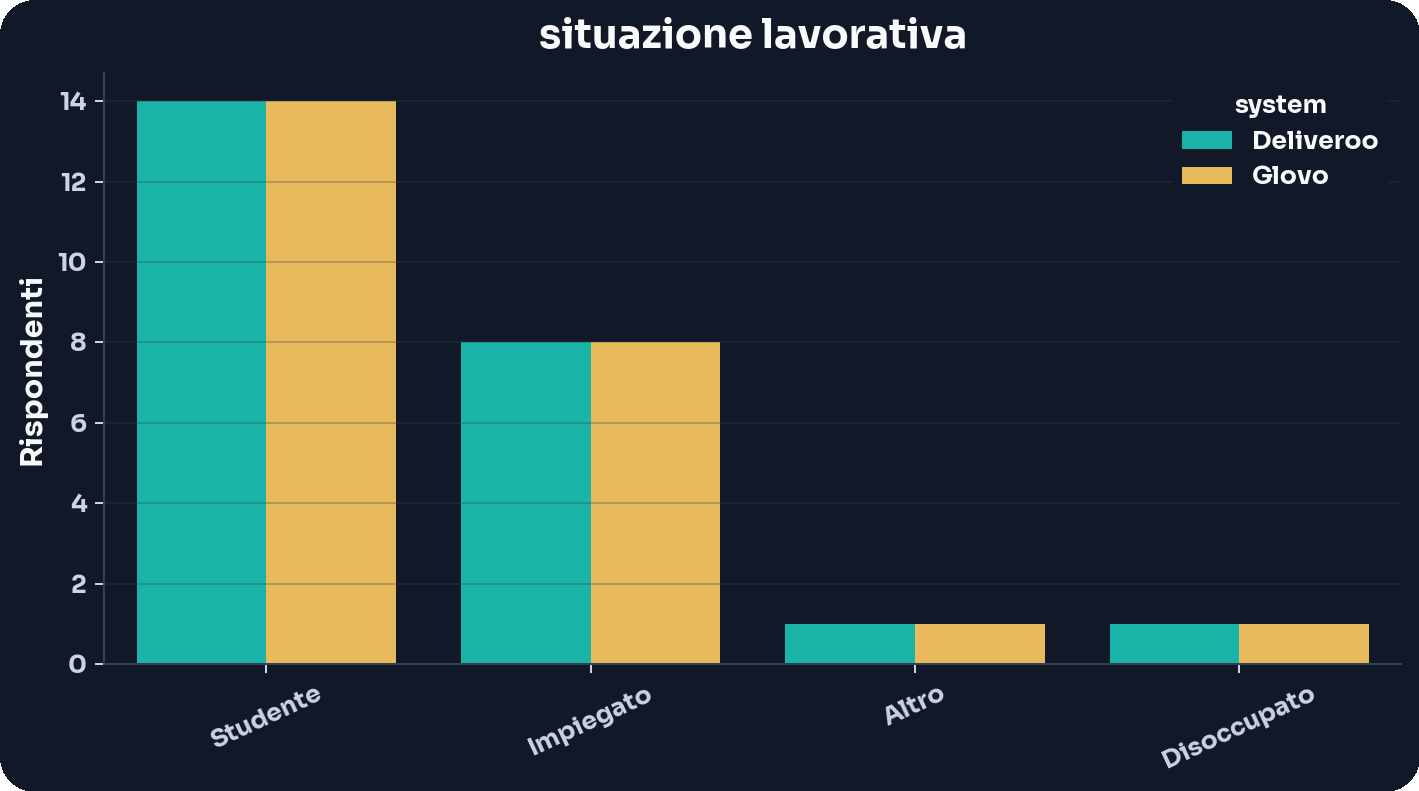 situazione lavorativa
system
Deliveroo
Glovo
Rispondenti
14
12
10
8
6
4
2
0
Studente
Impiegato
Altro
Disoccupato